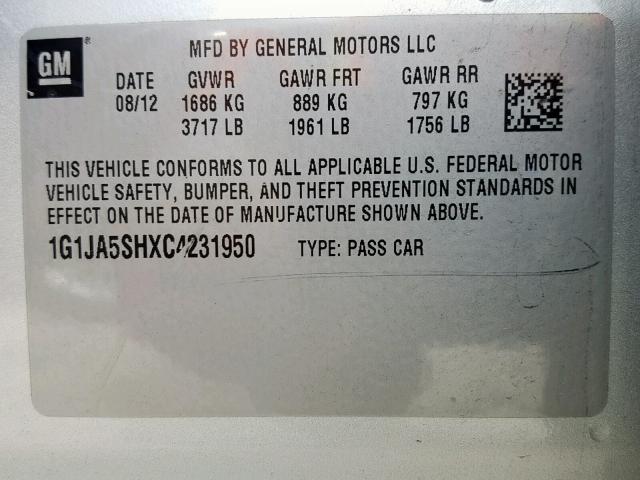 GM ®
MFD BY GENERAL MOTORS LLC
DATE GVWR GAWR FRT GAWR RR
08/12 1686 KG 889 KG 797 KG
3717 LB 1961 LB 1756 LB
THIS VEHICLE CONFORMS TO ALL APPLICABLE U.S. FEDERAL MOTOR
VEHICLE SAFETY, BUMPER, AND THEFT PREVENTION STANDARDS IN
EFFECT ON THE DATE OF MANUFACTURE SHOWN ABOVE.
1G1JA5SHXC4231950 TYPE: PASS CAR